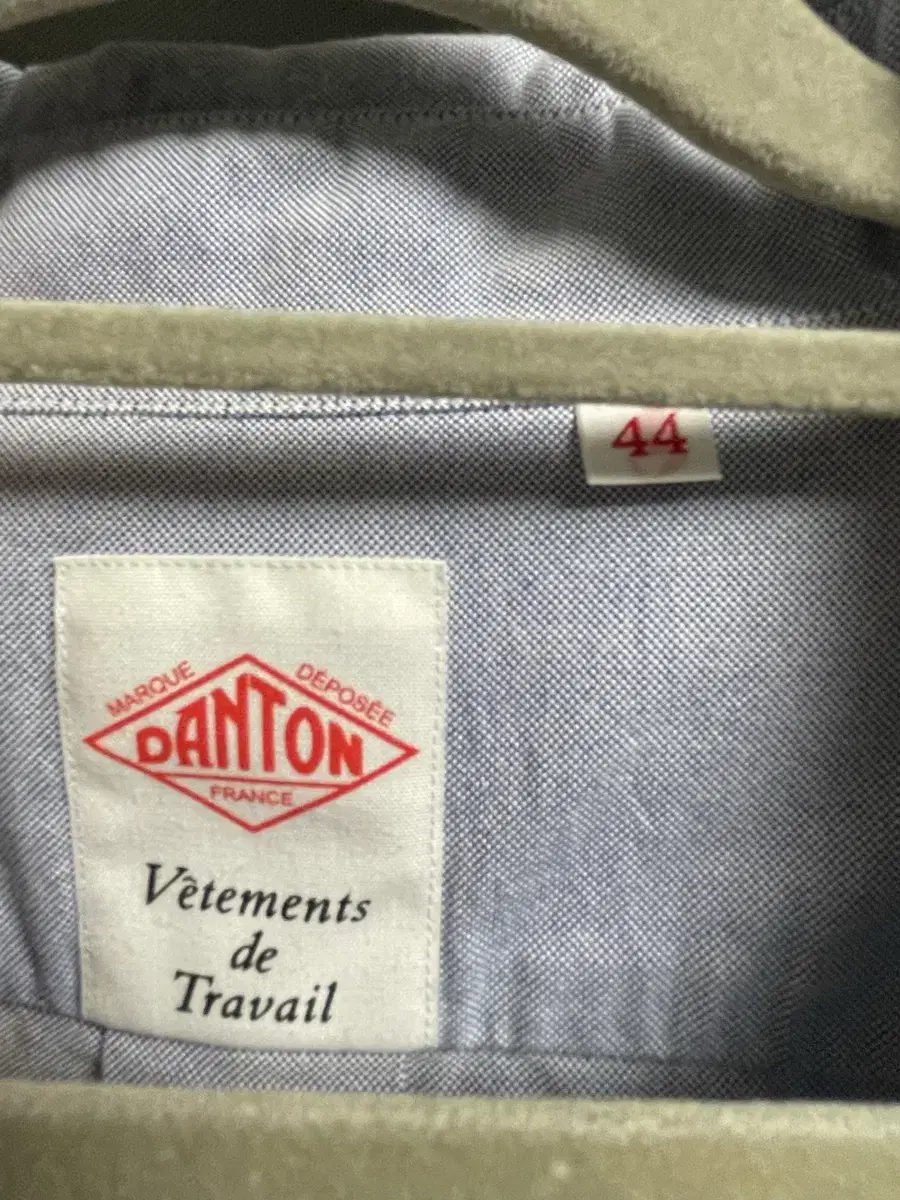 44
MARQUE DÉPOSÉE
DANTON
FRANCE
Vêtements
de
Travail